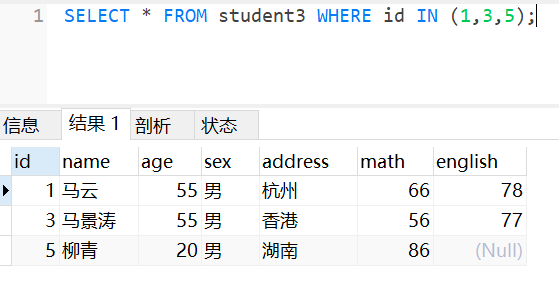 1 SELECT * FROM student3 WHERE id IN (1,3,5);
信息 结果 1 剖析 状态
id name age sex address math english
1 马云 55 男 杭州 66 78
3 马景涛 55 男 香港 56 77
5 柳青 20 男 湖南 86 (Null)